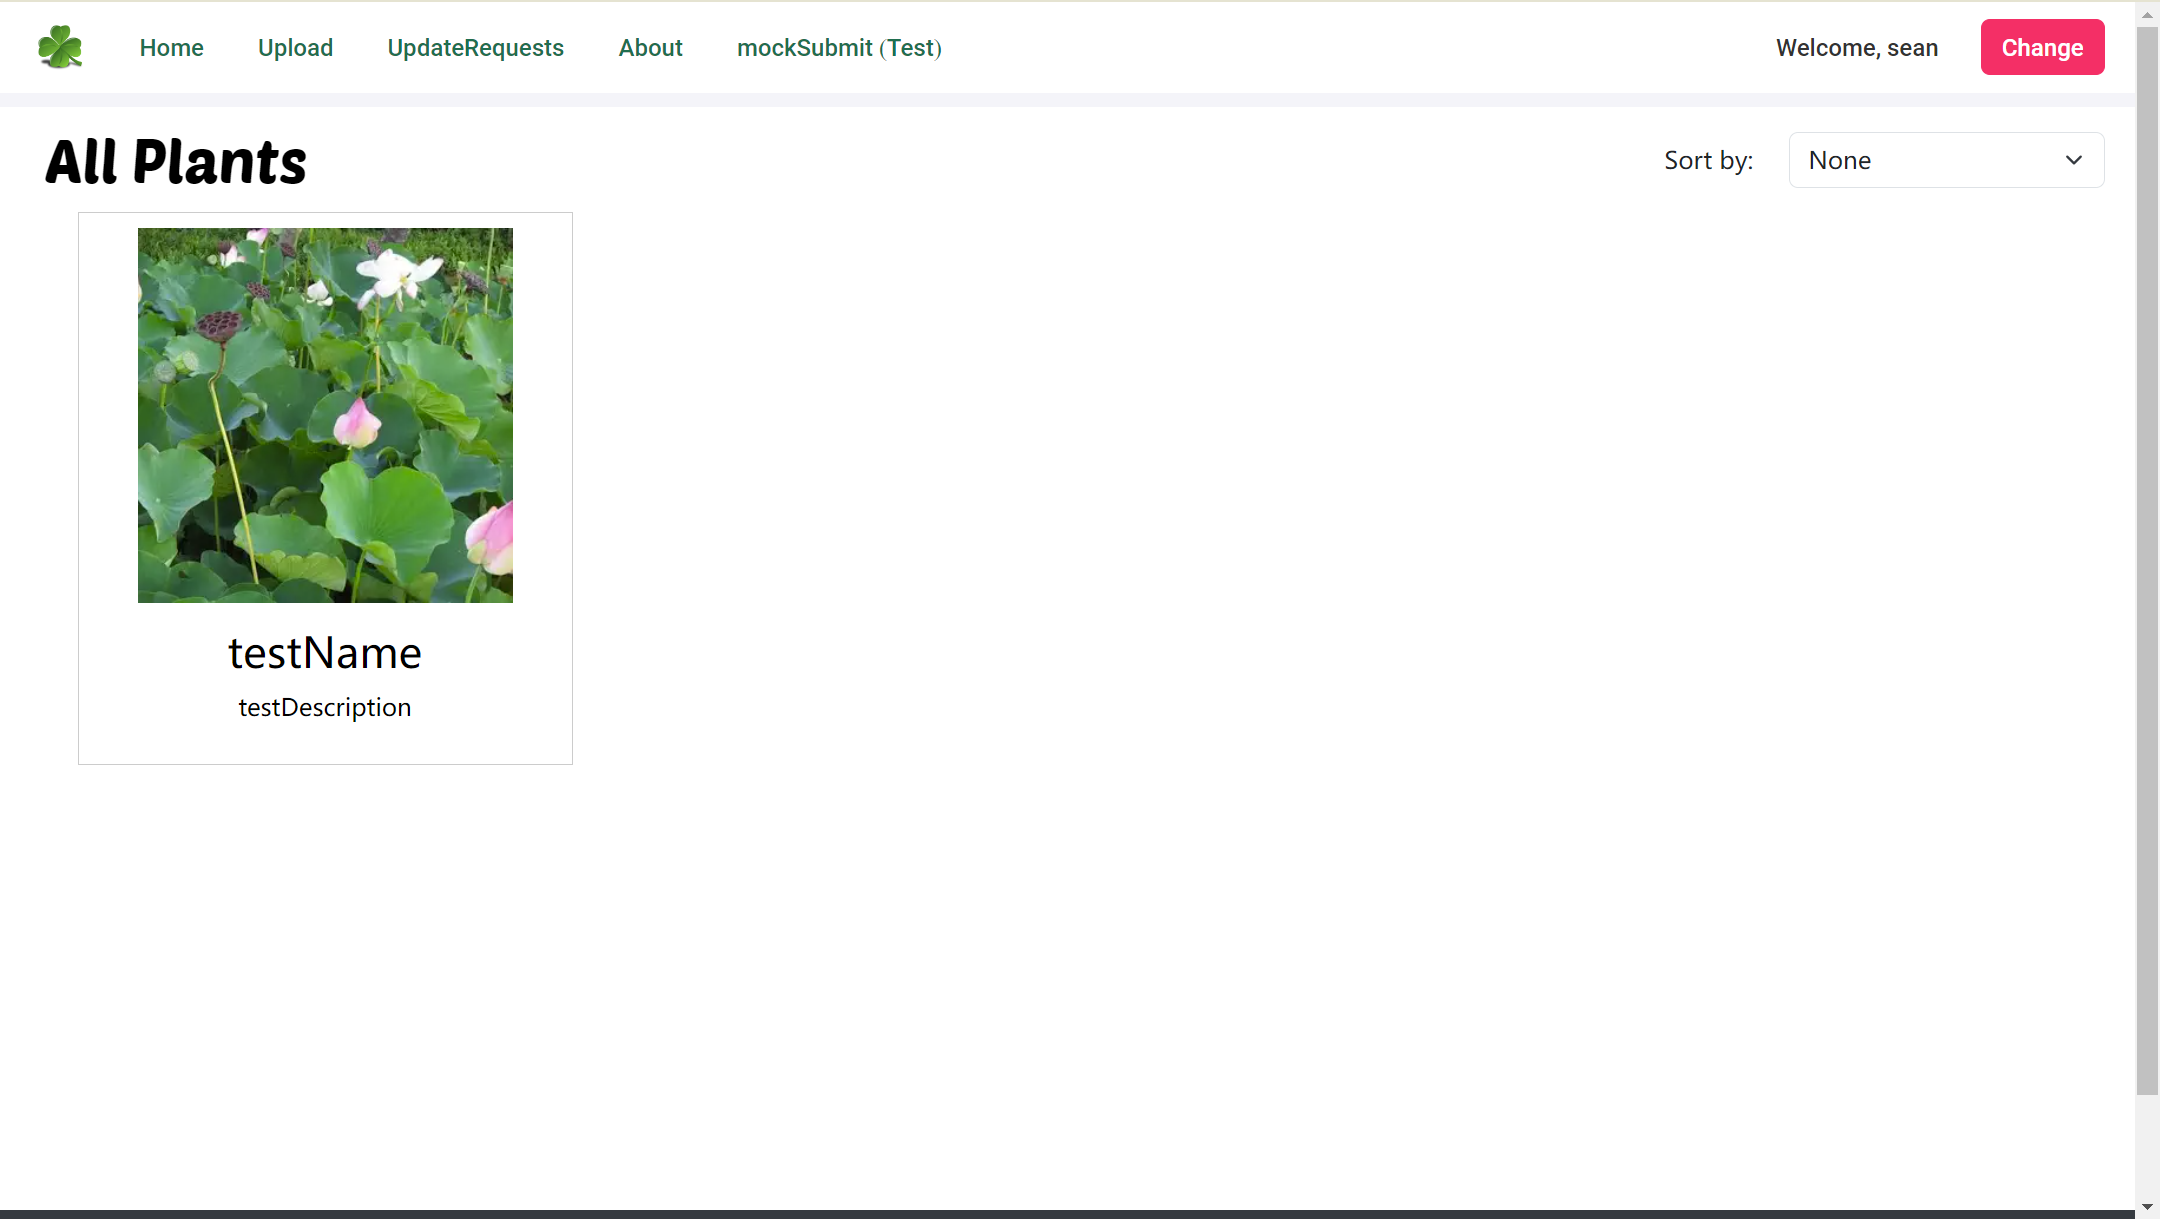 Home Upload UpdateRequests About mockSubmit (Test) Welcome, sean Change
All Plants Sort by: None
testName
testDescription